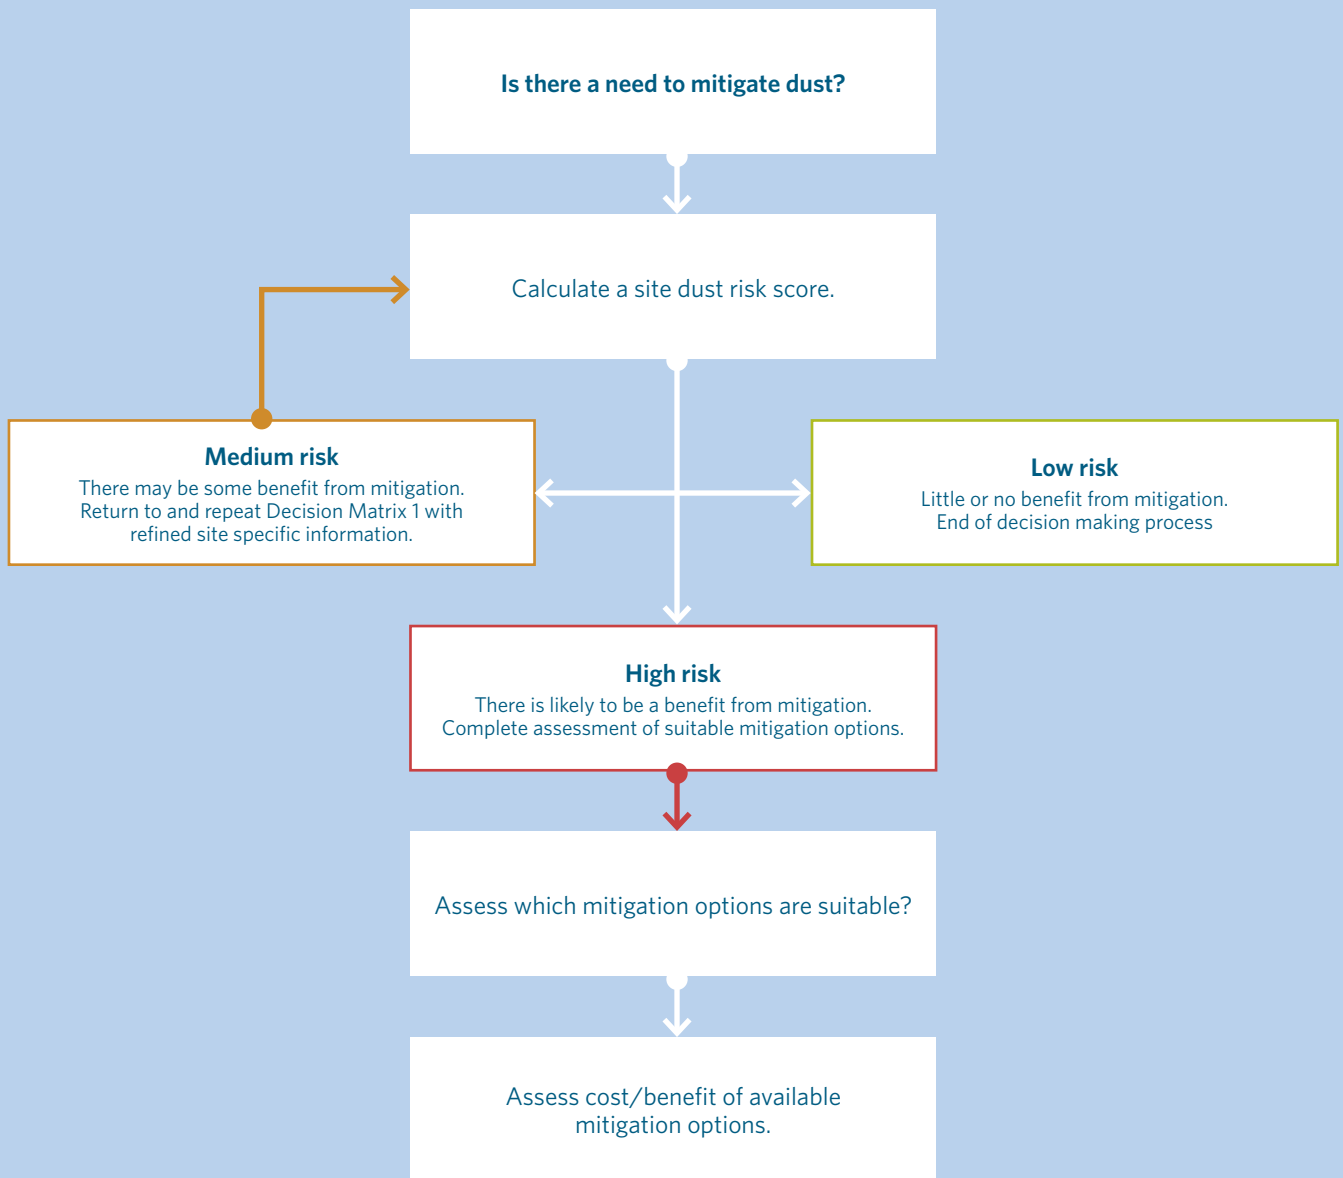 Is there a need to mitigate dust?
Calculate a site dust risk score.
Medium risk
There may be some benefit from mitigation.
Return to and repeat Decision Matrix 1 with
refined site specific information.
Low risk
Little or no benefit from mitigation.
End of decision making process
High risk
There is likely to be a benefit from mitigation.
Complete assessment of suitable mitigation options.
Assess which mitigation options are suitable?
Assess cost/benefit of available
mitigation options.